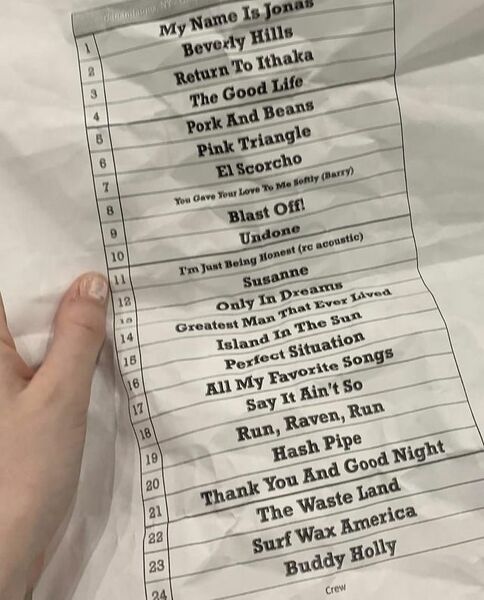 Canandaigua, NY
1 My Name Is Jonas
2 Beverly Hills
3 Return To Ithaka
4 The Good Life
5 Pork And Beans
6 Pink Triangle
7 El Scorcho
8 You Gave Your Love To Me Softly (Barry)
9 Blast Off!
10 Undone
11 I'm Just Being Honest (rc acoustic)
12 Susanne
13 Only In Dreams
14 Greatest Man That Ever Lived
15 Island In The Sun
16 Perfect Situation
17 All My Favorite Songs
18 Say It Ain't So
19 Run, Raven, Run
20 Hash Pipe
21 Thank You And Good Night
22 The Waste Land
23 Surf Wax America
24 Buddy Holly
Crew